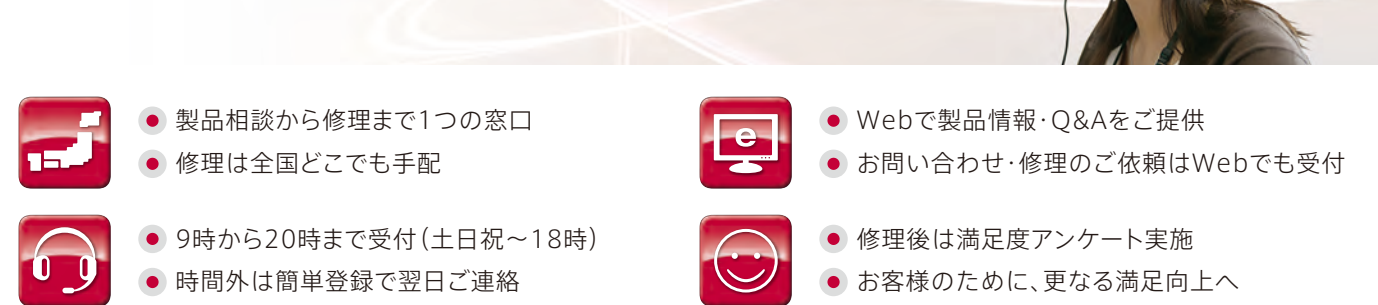 製品相談から修理まで1つの窓口
修理は全国どこでも手配
e
Webで製品情報・Q&Aをご提供
お問い合わせ・修理のご依頼はWebでも受付
9時から20時まで受付(土日祝～18時)
時間外は簡単登録で翌日ご連絡
修理後は満足度アンケート実施
お客様のために、更なる満足向上へ